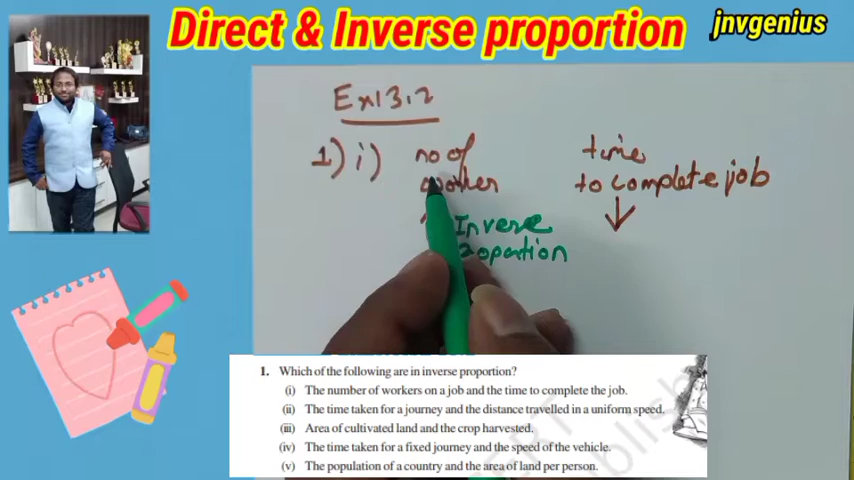 Direct & Inverse proportion
jnvgenius
Ex13.2
1) i) no of
worker
time
to complete job
Inverse
opostion
1. Which of the following are in inverse proportion?
(i) The number of workers on a job and the time to complete the job.
(ii) The time taken for a journey and the distance travelled in a uniform speed.
(iii) Area of cultivated land and the crop harvested.
(iv) The time taken for a fixed journey and the speed of the vehicle.
(v) The population of a country and the area of land per person.